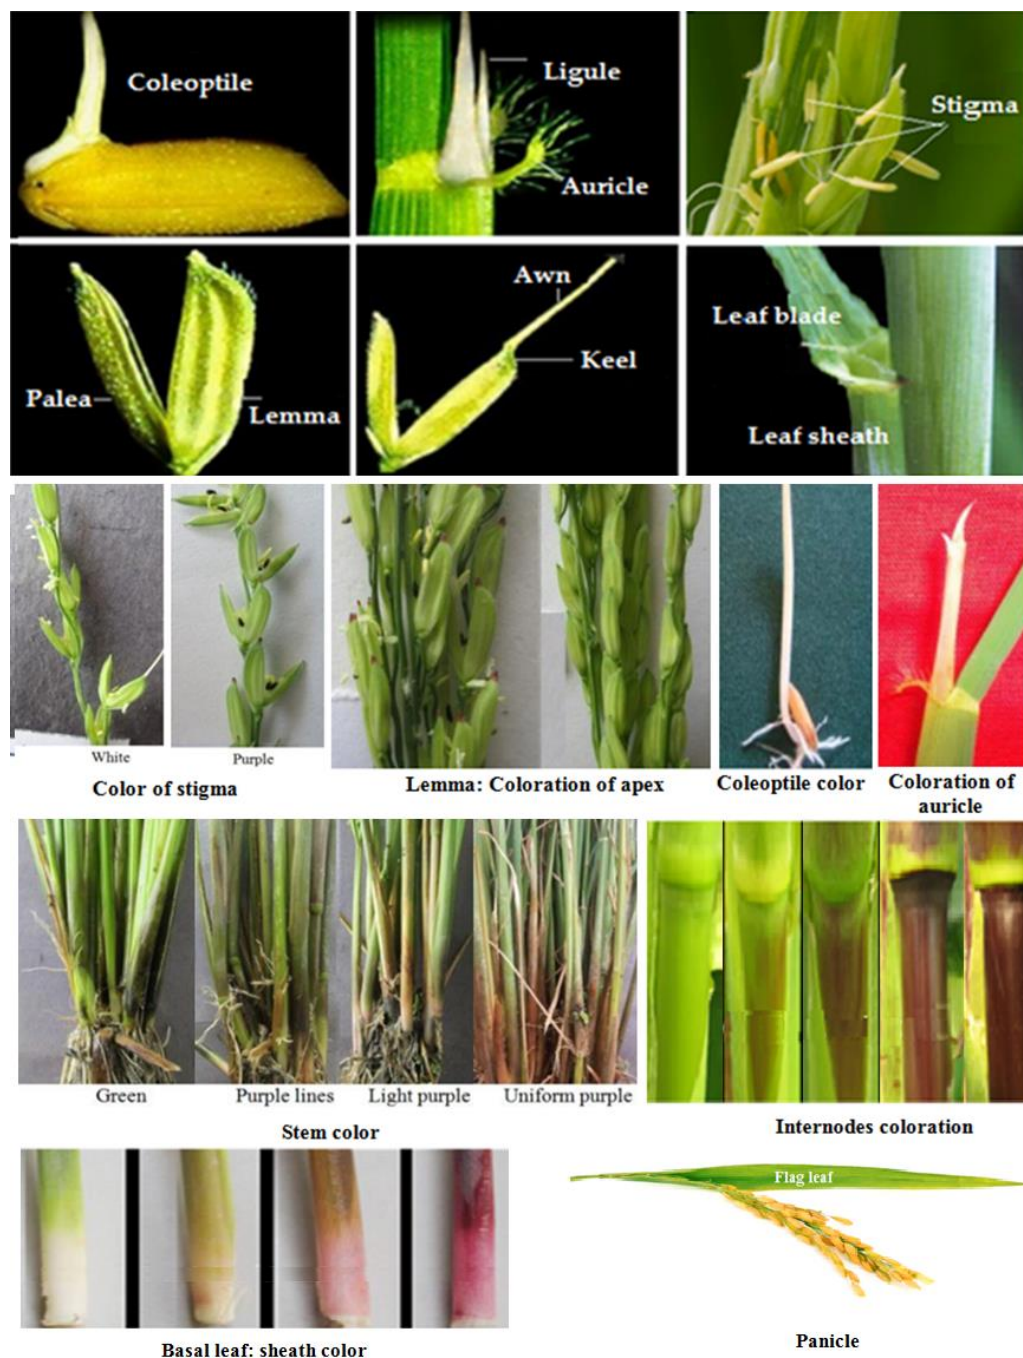 Coleoptile
Ligule
Auricle
Stigma
Palea
Lemma
Awn
Keel
Leaf blade
Leaf sheath
White
Purple
Color of stigma
Lemma: Coloration of apex
Coleoptile color
Coloration of
auricle
Green
Purple lines
Light purple
Uniform purple
Stem color
Internodes coloration
Basal leaf: sheath color
Flag leaf
Panicle